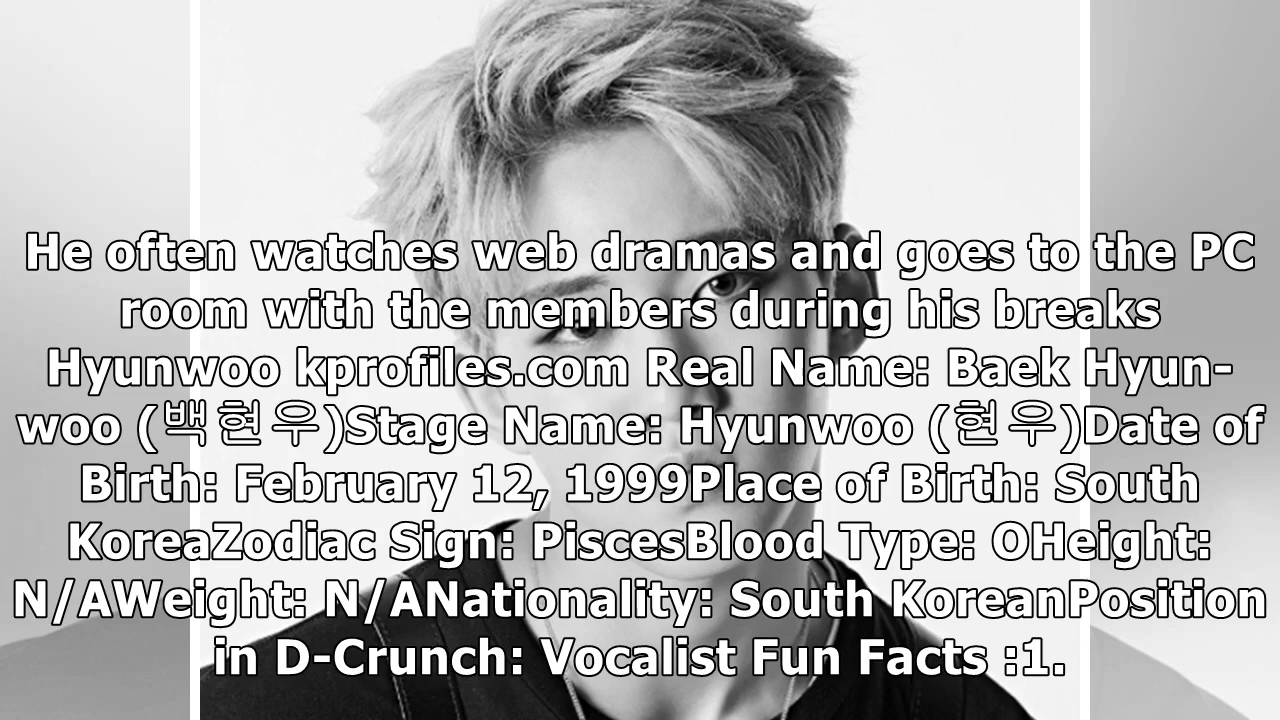 He often watches web dramas and goes to the PC
room with the members during his breaks
Hyunwoo kprofiles.com Real Name: Baek Hyun-
woo (백현우)Stage Name: Hyunwoo (현우)Date of
Birth: February 12, 1999Place of Birth: South
KoreaZodiac Sign: PiscesBlood Type: OHeight:
N/AWeight: N/ANationality: South KoreanPosition
in D-Crunch: Vocalist Fun Facts :1.